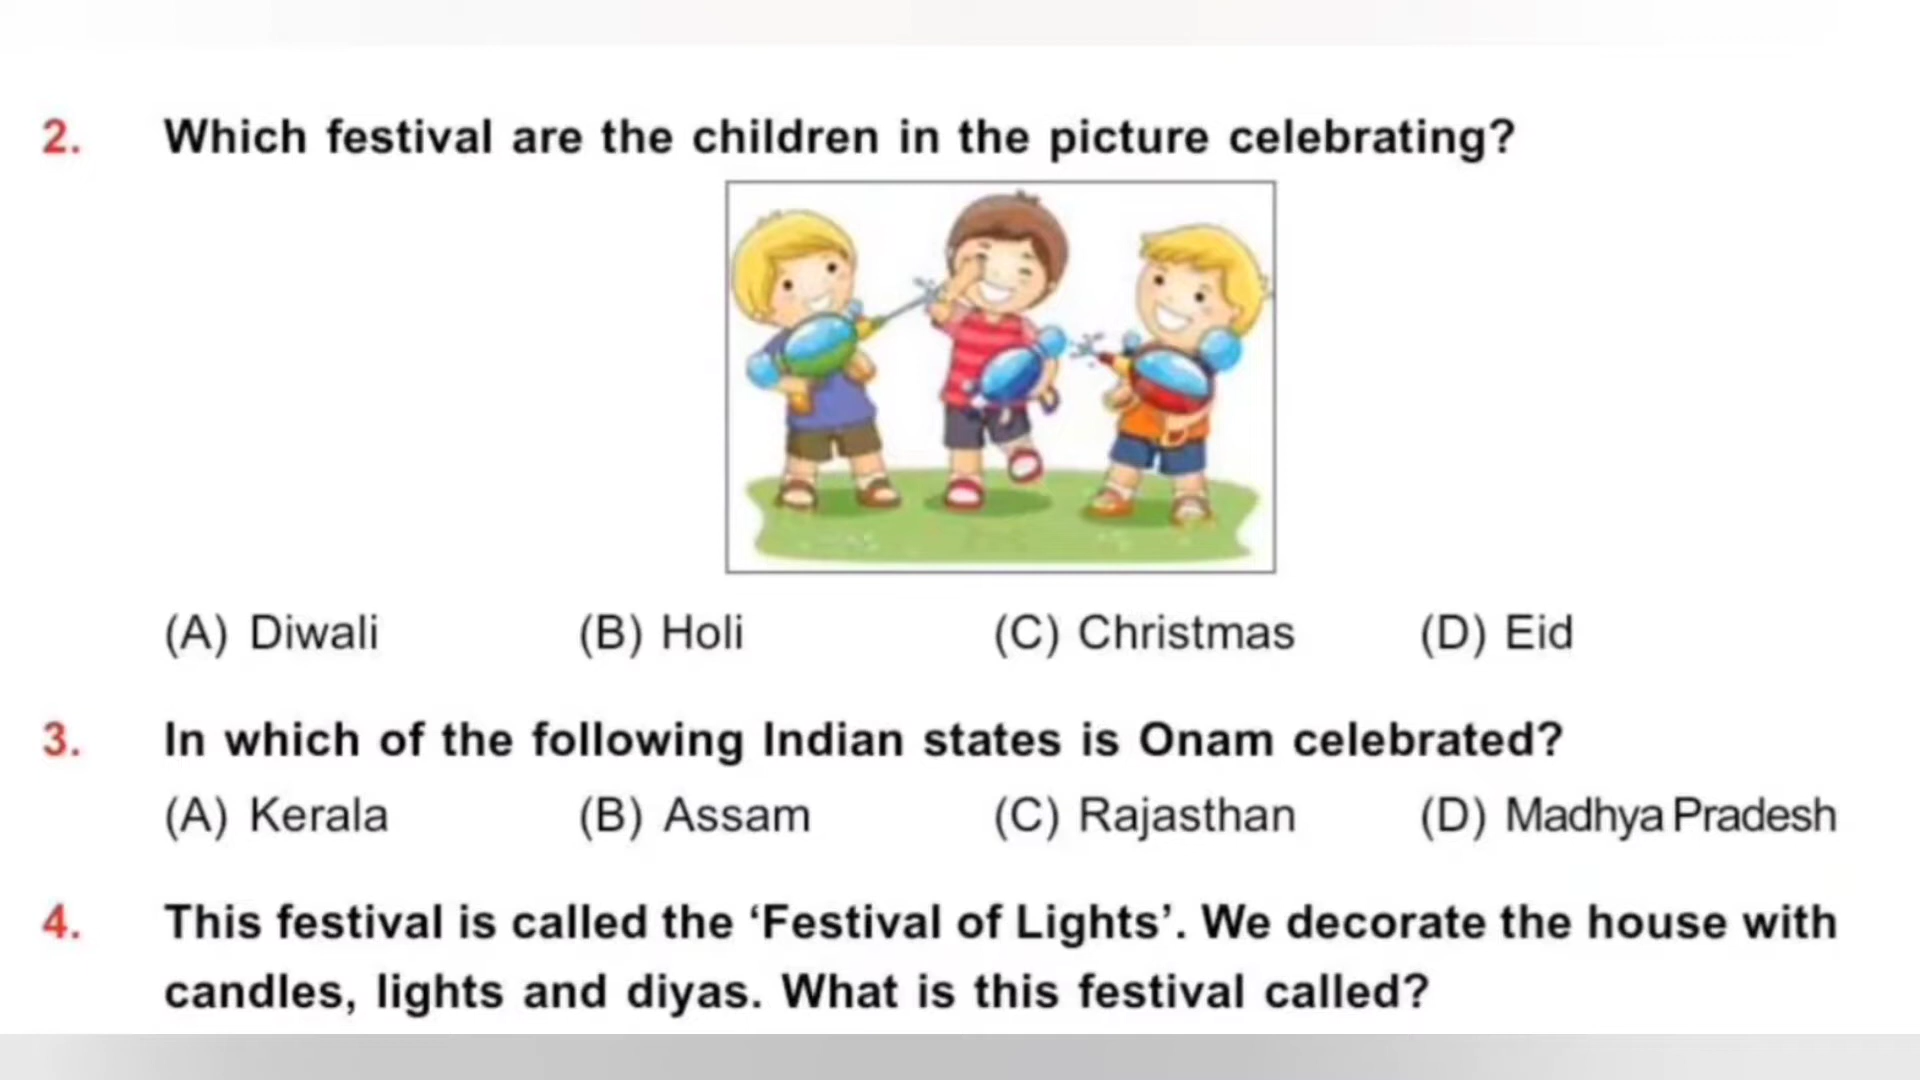 2. Which festival are the children in the picture celebrating?
(A) Diwali (B) Holi (C) Christmas (D) Eid
3. In which of the following Indian states is Onam celebrated?
(A) Kerala (B) Assam (C) Rajasthan (D) Madhya Pradesh
4. This festival is called the ‘Festival of Lights’. We decorate the house with
candles, lights and diyas. What is this festival called?